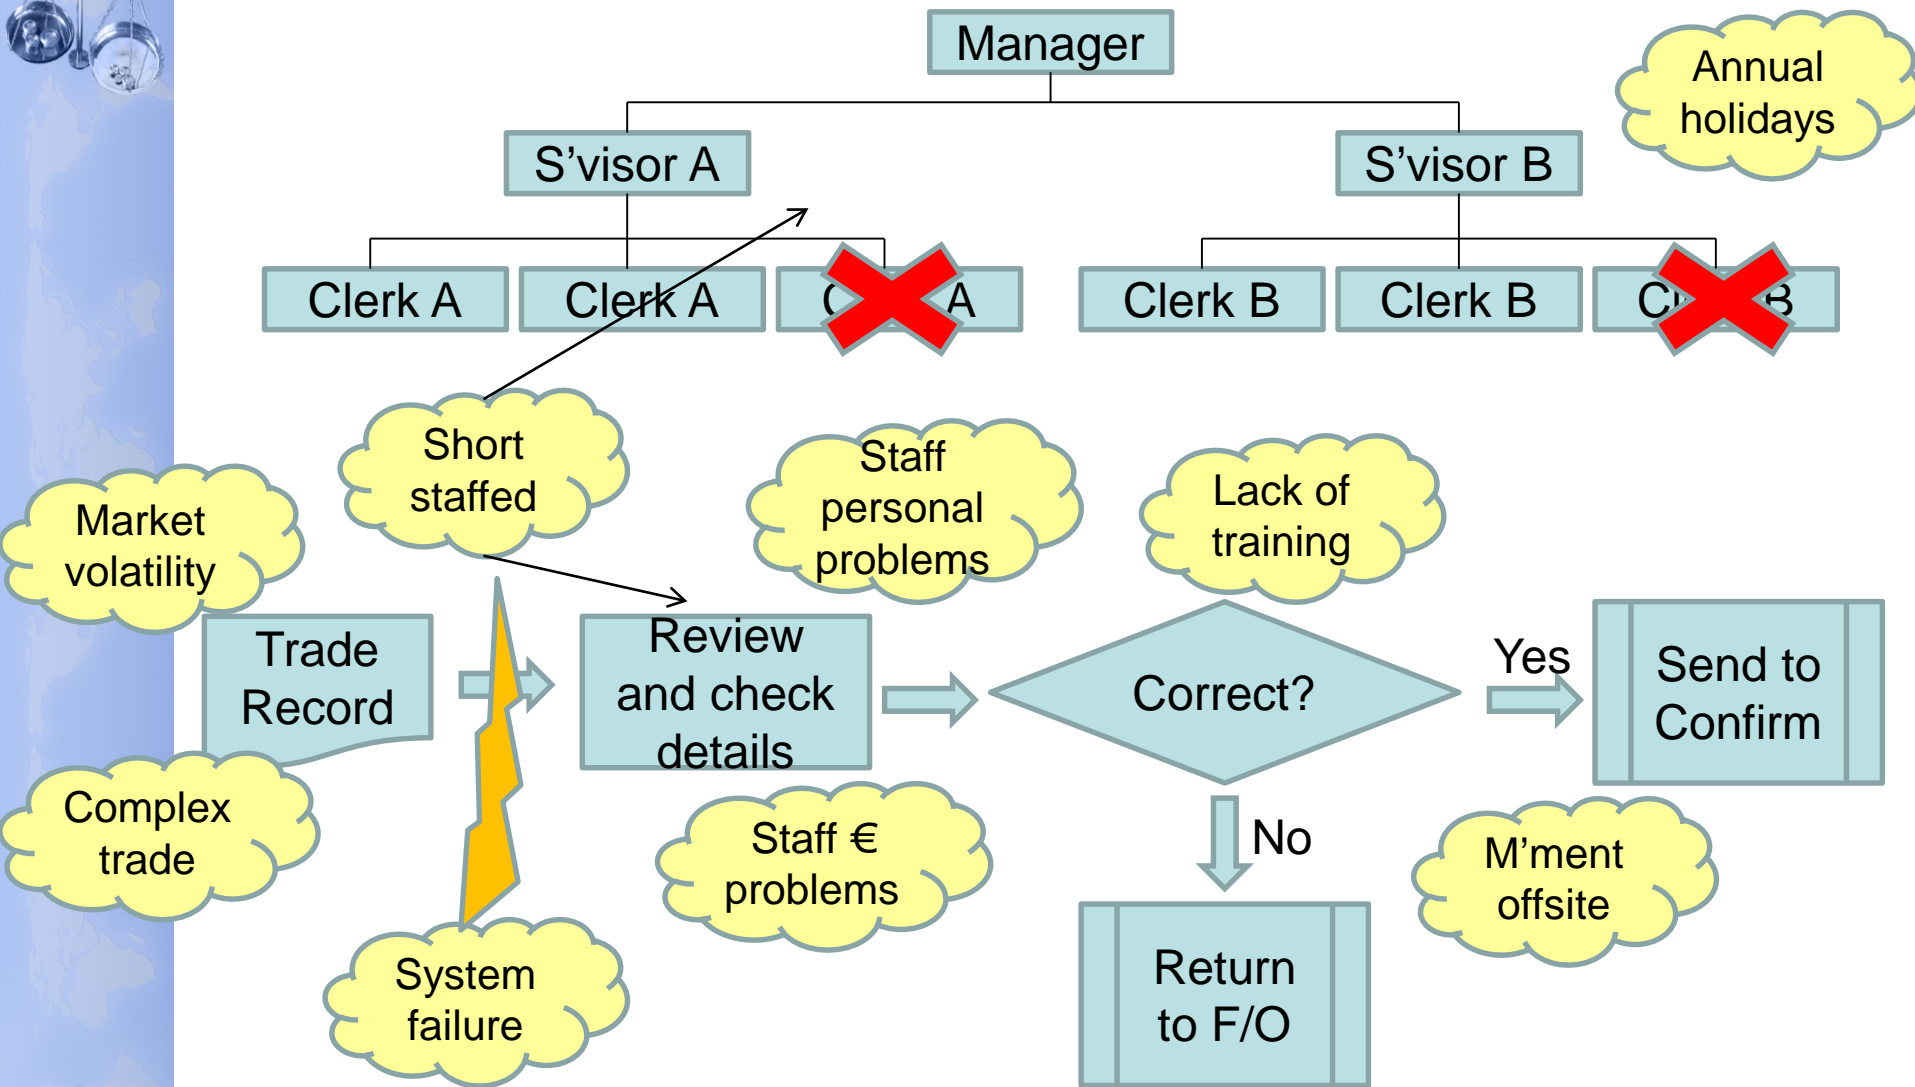 Manager
Annual
holidays
S'visor A
S'visor B
Clerk A
Clerk A
A
Clerk B
Clerk B
B
Short
staffed
Staff
personal
problems
Lack of
training
Market
volatility
Trade
Record
Review
and check
details
Correct?
Yes
Send to
Confirm
Complex
trade
Staff €
problems
No
M'ment
offsite
System
failure
Return
to F/O